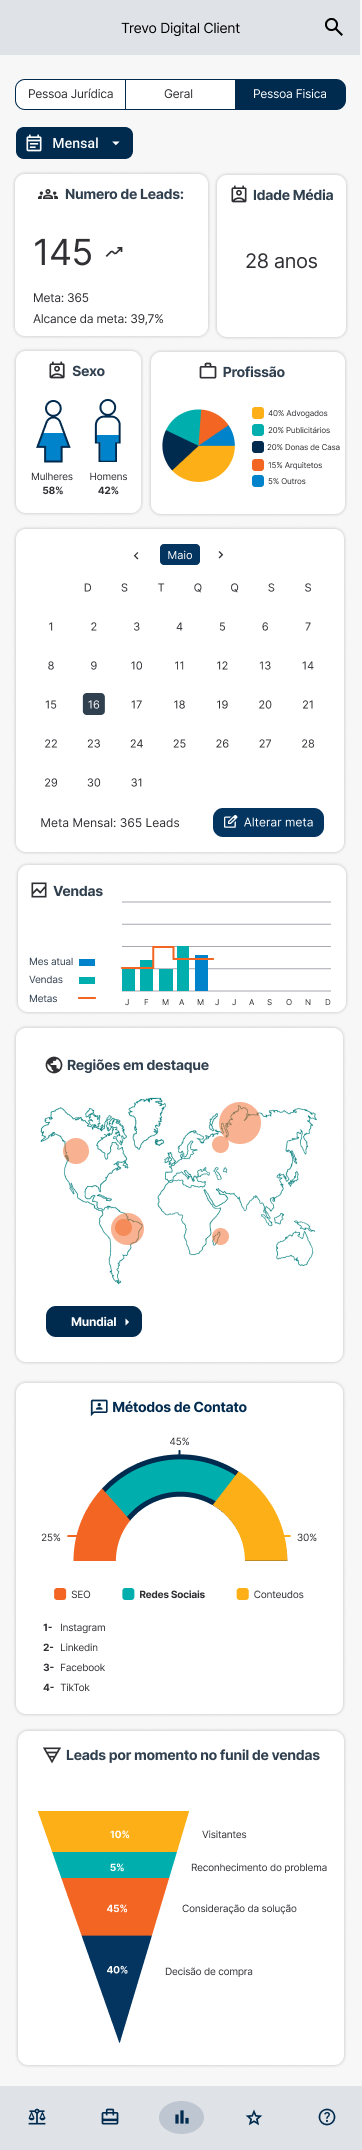 Trevo Digital Client
Pessoa Jurídica Geral Pessoa Fisica
Mensal
Numero de Leads:
145
Meta: 365
Alcance da meta: 39,7%
Idade Média
28 anos
Sexo
Mulheres Homens
58% 42%
Profissão
40% Advogados
20% Publicitários
20% Donas de Casa
15% Arquitetos
5% Outros
Maio
D S T Q Q S S
1 2 3 4 5 6 7
8 9 10 11 12 13 14
15 16 17 18 19 20 21
22 23 24 25 26 27 28
29 30 31
Meta Mensal: 365 Leads Alterar meta
Vendas
Mes atual
Vendas
Metas
J F M A M J J A S O N D
Regiões em destaque
Mundial
Métodos de Contato
45%
25% 30%
SEO Redes Sociais Conteudos
1- Instagram
2- Linkedin
3- Facebook
4- TikTok
Leads por momento no funil de vendas
10% Visitantes
5% Reconhecimento do problema
45% Consideração da solução
40% Decisão de compra